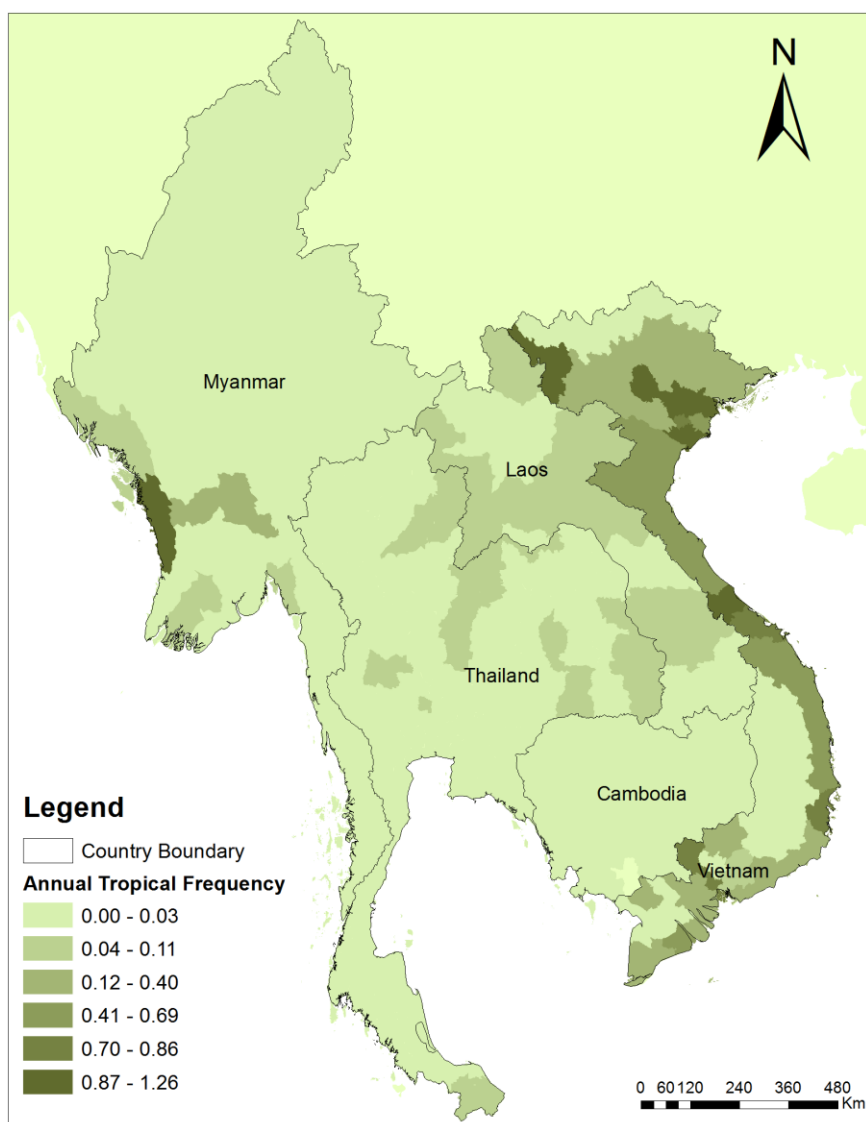 N
Myanmar
Laos
Thailand
Cambodia
Vietnam
Legend
Country Boundary
Annual Tropical Frequency
0.00 - 0.03
0.04 - 0.11
0.12 - 0.40
0.41 - 0.69
0.70 - 0.86
0.87 - 1.26
0 60 120 240 360 480
Km